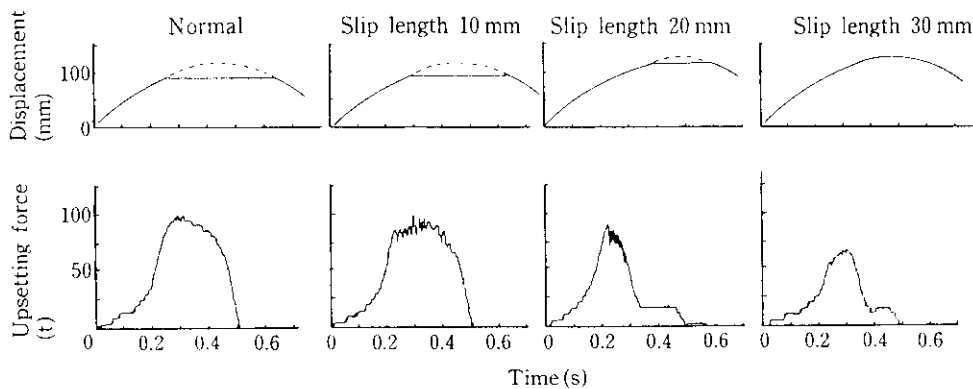 Normal
Slip length 10 mm
Slip length 20 mm
Slip length 30 mm
Displacement
(mm)
100
0
Upsetting force
(t)
100
50
0
0 0.2 0.4 0.6
0 0.2 0.4 0.6
0 0.2 0.4 0.6
0 0.2 0.4 0.6
Time (s)